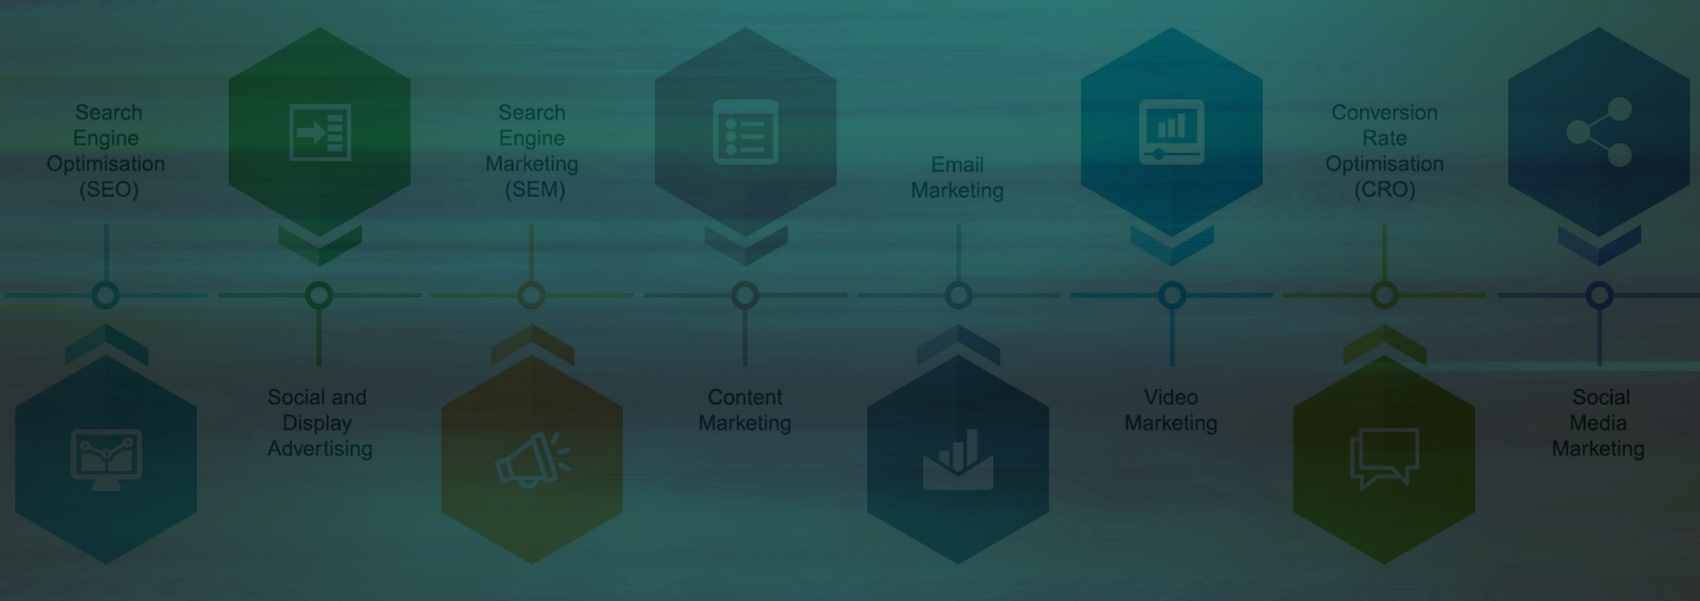 Search
Engine
Optimisation
(SEO)
Social and
Display
Advertising
Search
Engine
Marketing
(SEM)
Content
Marketing
Email
Marketing
Video
Marketing
Conversion
Rate
Optimisation
(CRO)
Social
Media
Marketing